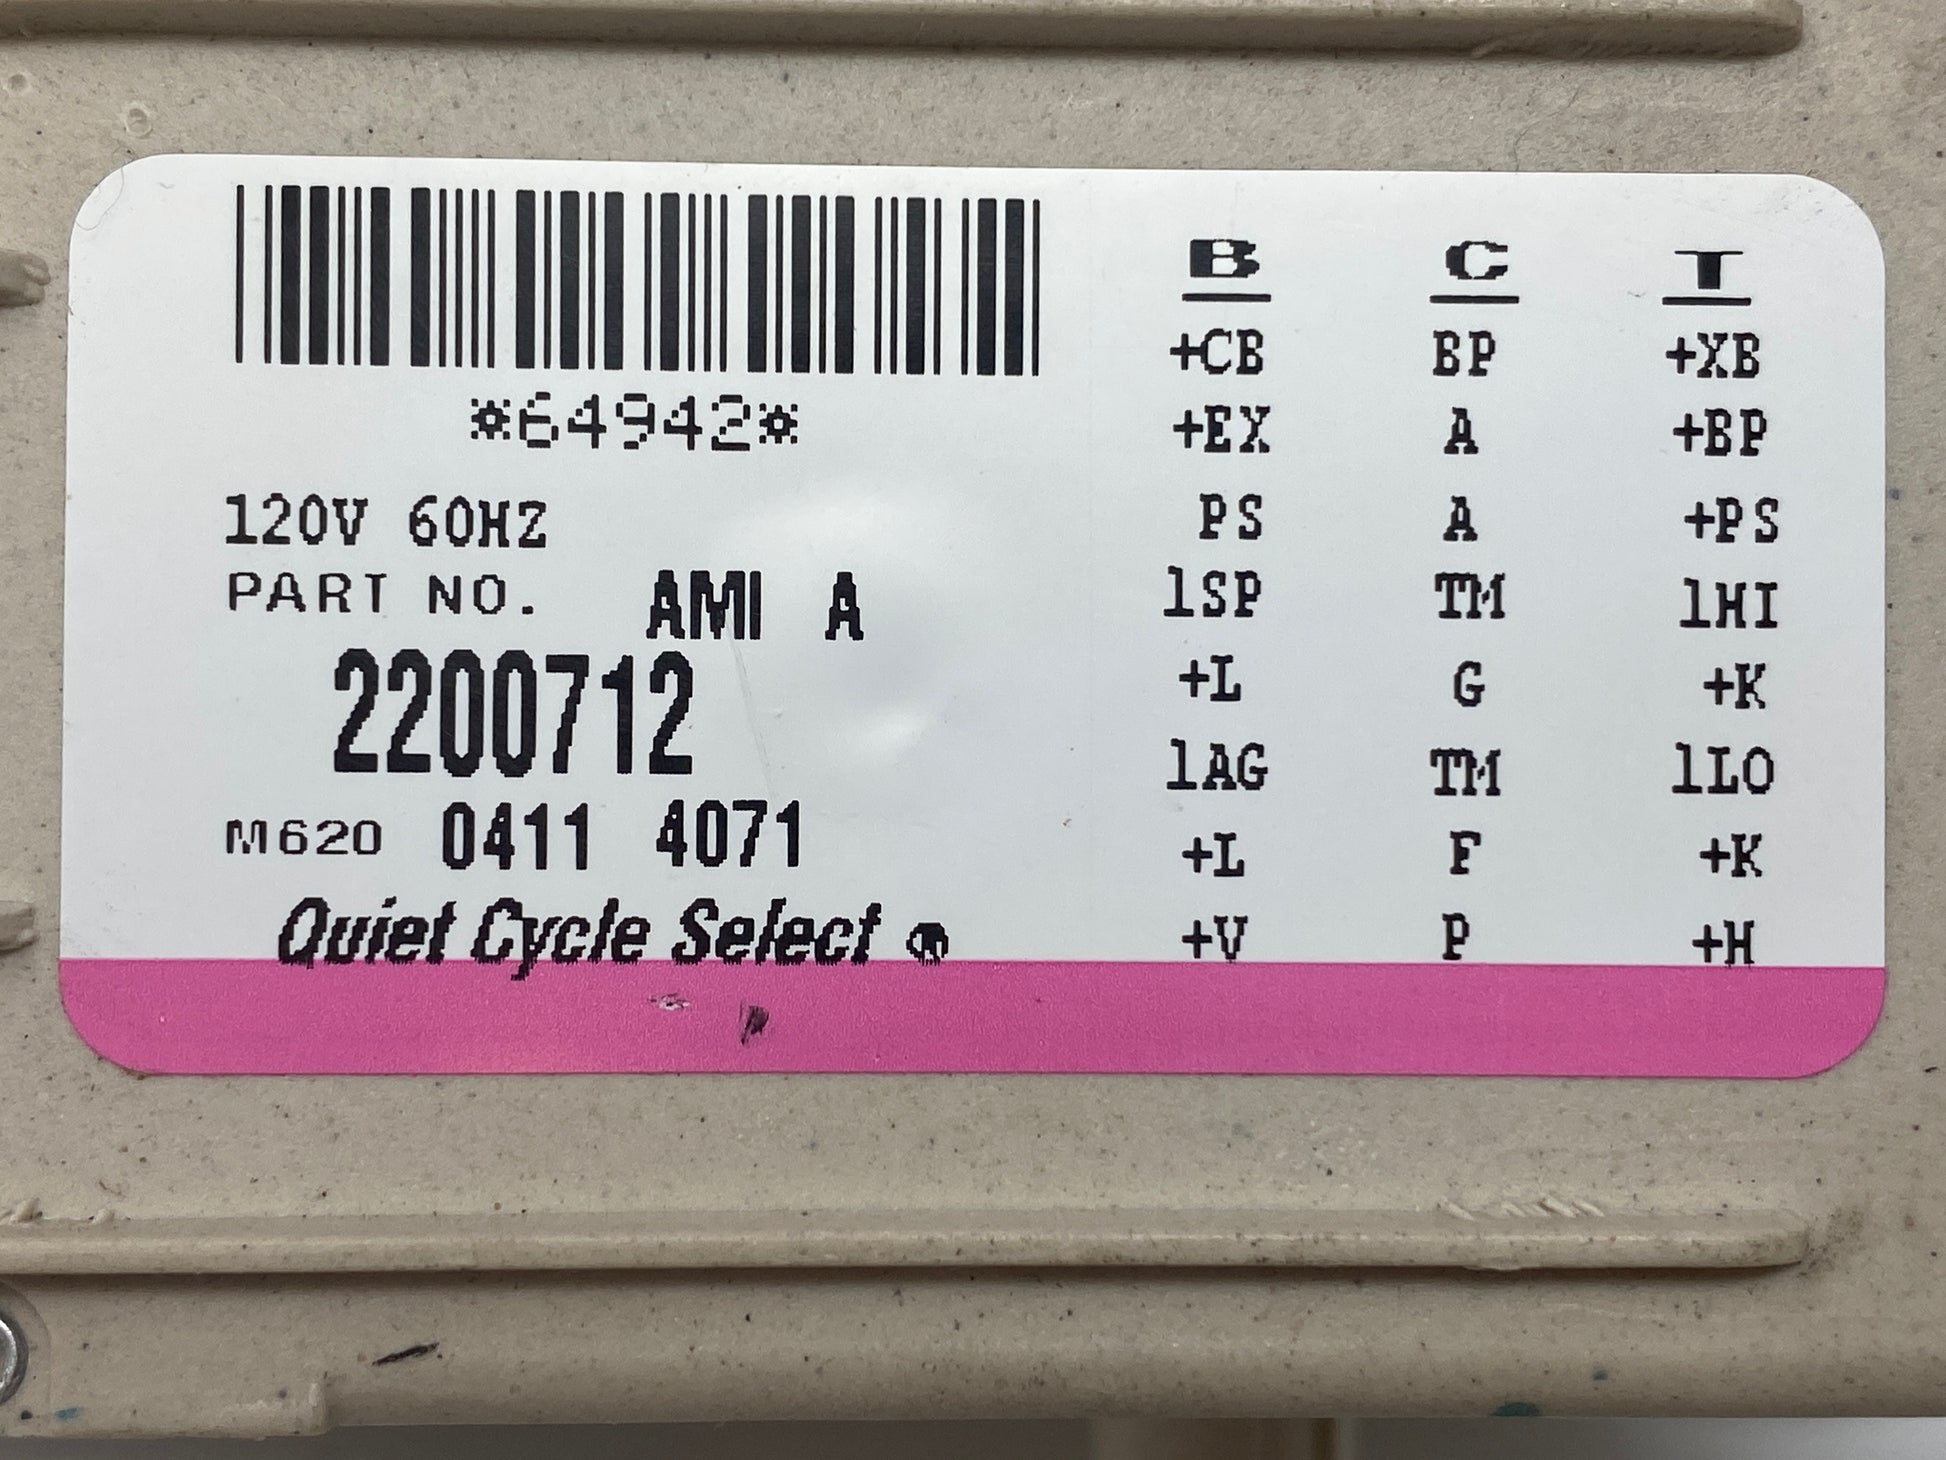 *64942*
120V 60HZ
PART NO. AMI A
2200712
M620 0411 4071
Quiet Cycle Select
B C T
+CB BP +XB
+EX A +BP
PS A +PS
1SP TM 1HI
+L G +K
1AG TM 1LO
+L F +K
+V P +H